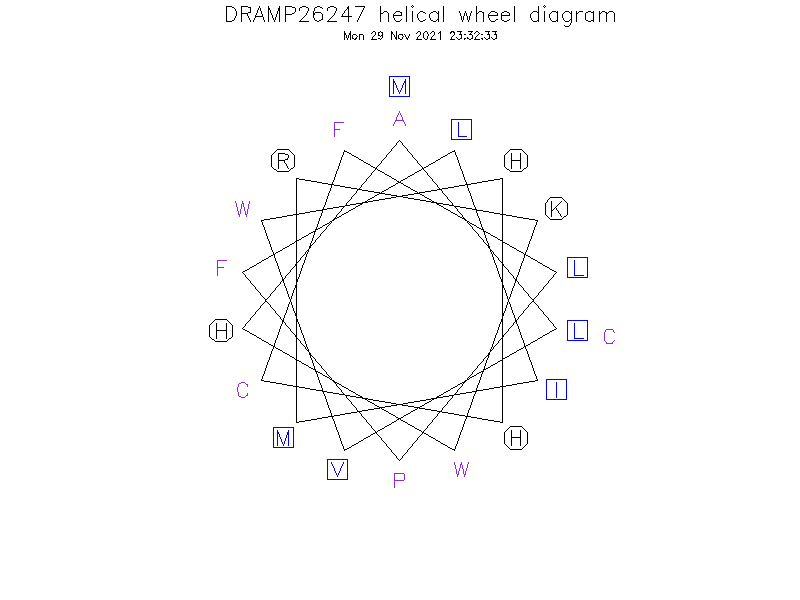 DRAMP26247 helical wheel diagram
Mon 29 Nov 2021 23:32:33
M
F A L
R H
W K
F L
H L C
C I
M H
V P W